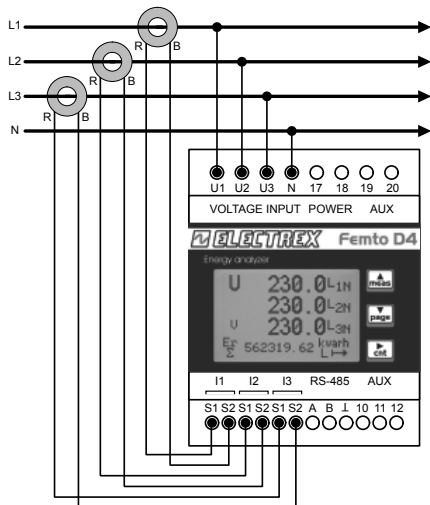 L1
R B
L2
R B
L3
R B
N
U1 U2 U3 N 17 18 19 20
VOLTAGE INPUT POWER AUX
ELECTREX Femto D4
Energy analyzer
U 230.0 L1N
meas
230.0 L2N
page
U 230.0 L3N
Er Σ 562319.62 kvarh L
cnt
I1 I2 I3 RS-485 AUX
S1 S2 S1 S2 S1 S2 A B ⊥ 10 11 12